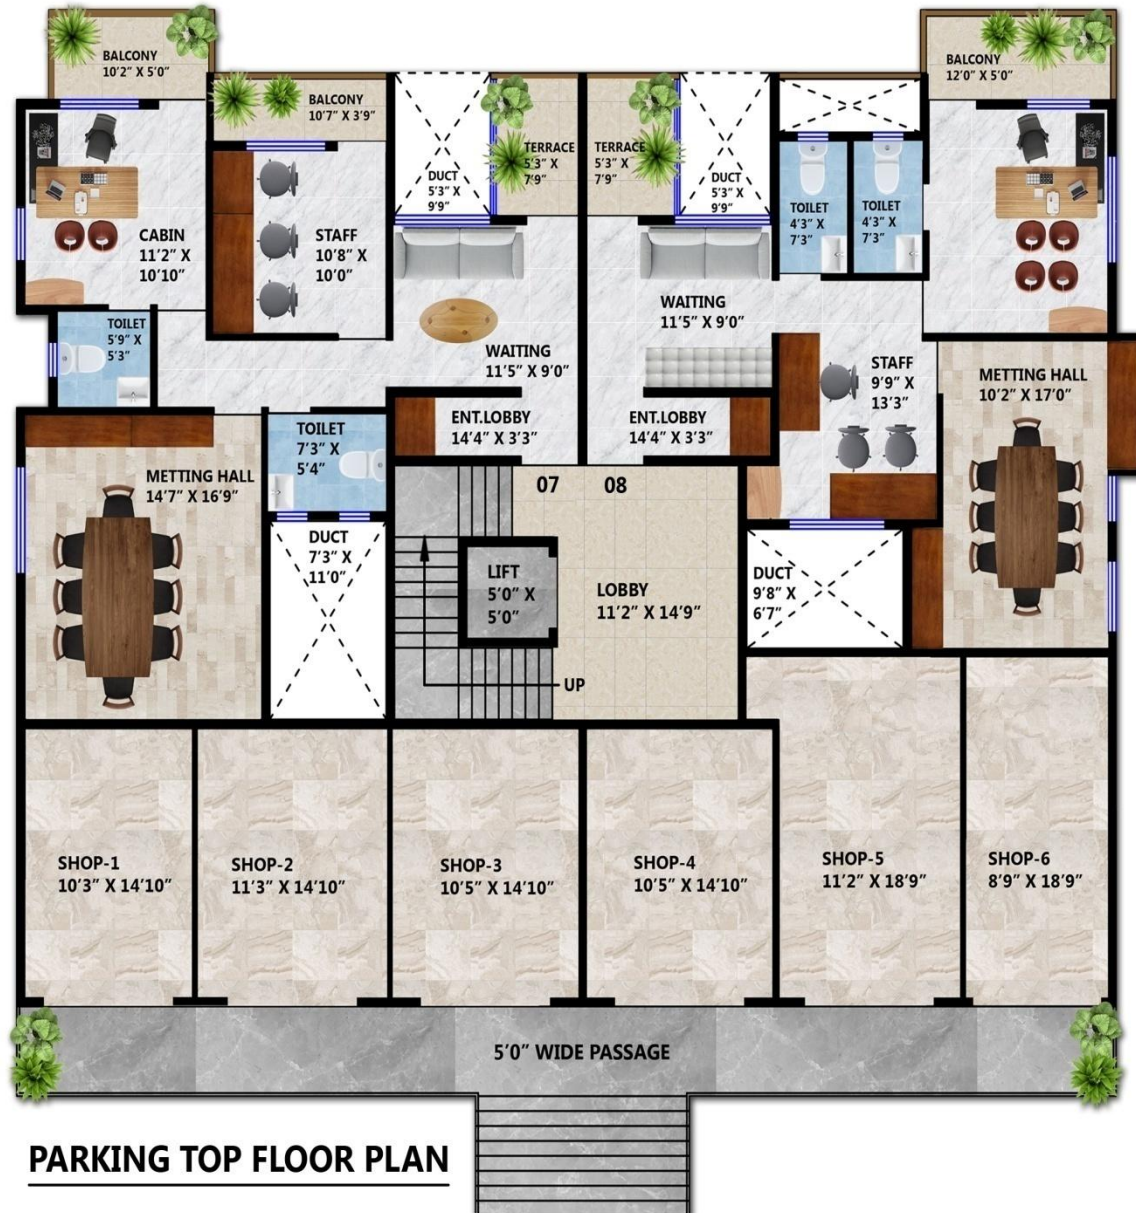 BALCONY
10'2" X 5'0"
BALCONY
12'0" X 5'0"
BALCONY
10'7" X 3'9"
TERRACE
5'3" X
7'9"
TERRACE
5'3" X
7'9"
DUCT
5'3" X
9'9"
DUCT
5'3" X
9'9"
TOILET
4'3" X
7'3"
TOILET
4'3" X
7'3"
CABIN
11'2" X
10'10"
STAFF
10'8" X
10'0"
WAITING
11'5" X 9'0"
TOILET
5'9" X
5'3"
WAITING
11'5" X 9'0"
STAFF
9'9" X
13'3"
METTING HALL
10'2" X 17'0"
ENT.LOBBY
14'4" X 3'3"
ENT.LOBBY
14'4" X 3'3"
TOILET
7'3" X
5'4"
METTING HALL
14'7" X 16'9"
07
08
DUCT
7'3" X
11'0"
LIFT
5'0" X
5'0"
LOBBY
11'2" X 14'9"
DUCT
9'8" X
6'7"
UP
SHOP-1
10'3" X 14'10"
SHOP-2
11'3" X 14'10"
SHOP-3
10'5" X 14'10"
SHOP-4
10'5" X 14'10"
SHOP-5
11'2" X 18'9"
SHOP-6
8'9" X 18'9"
5'0" WIDE PASSAGE
PARKING TOP FLOOR PLAN